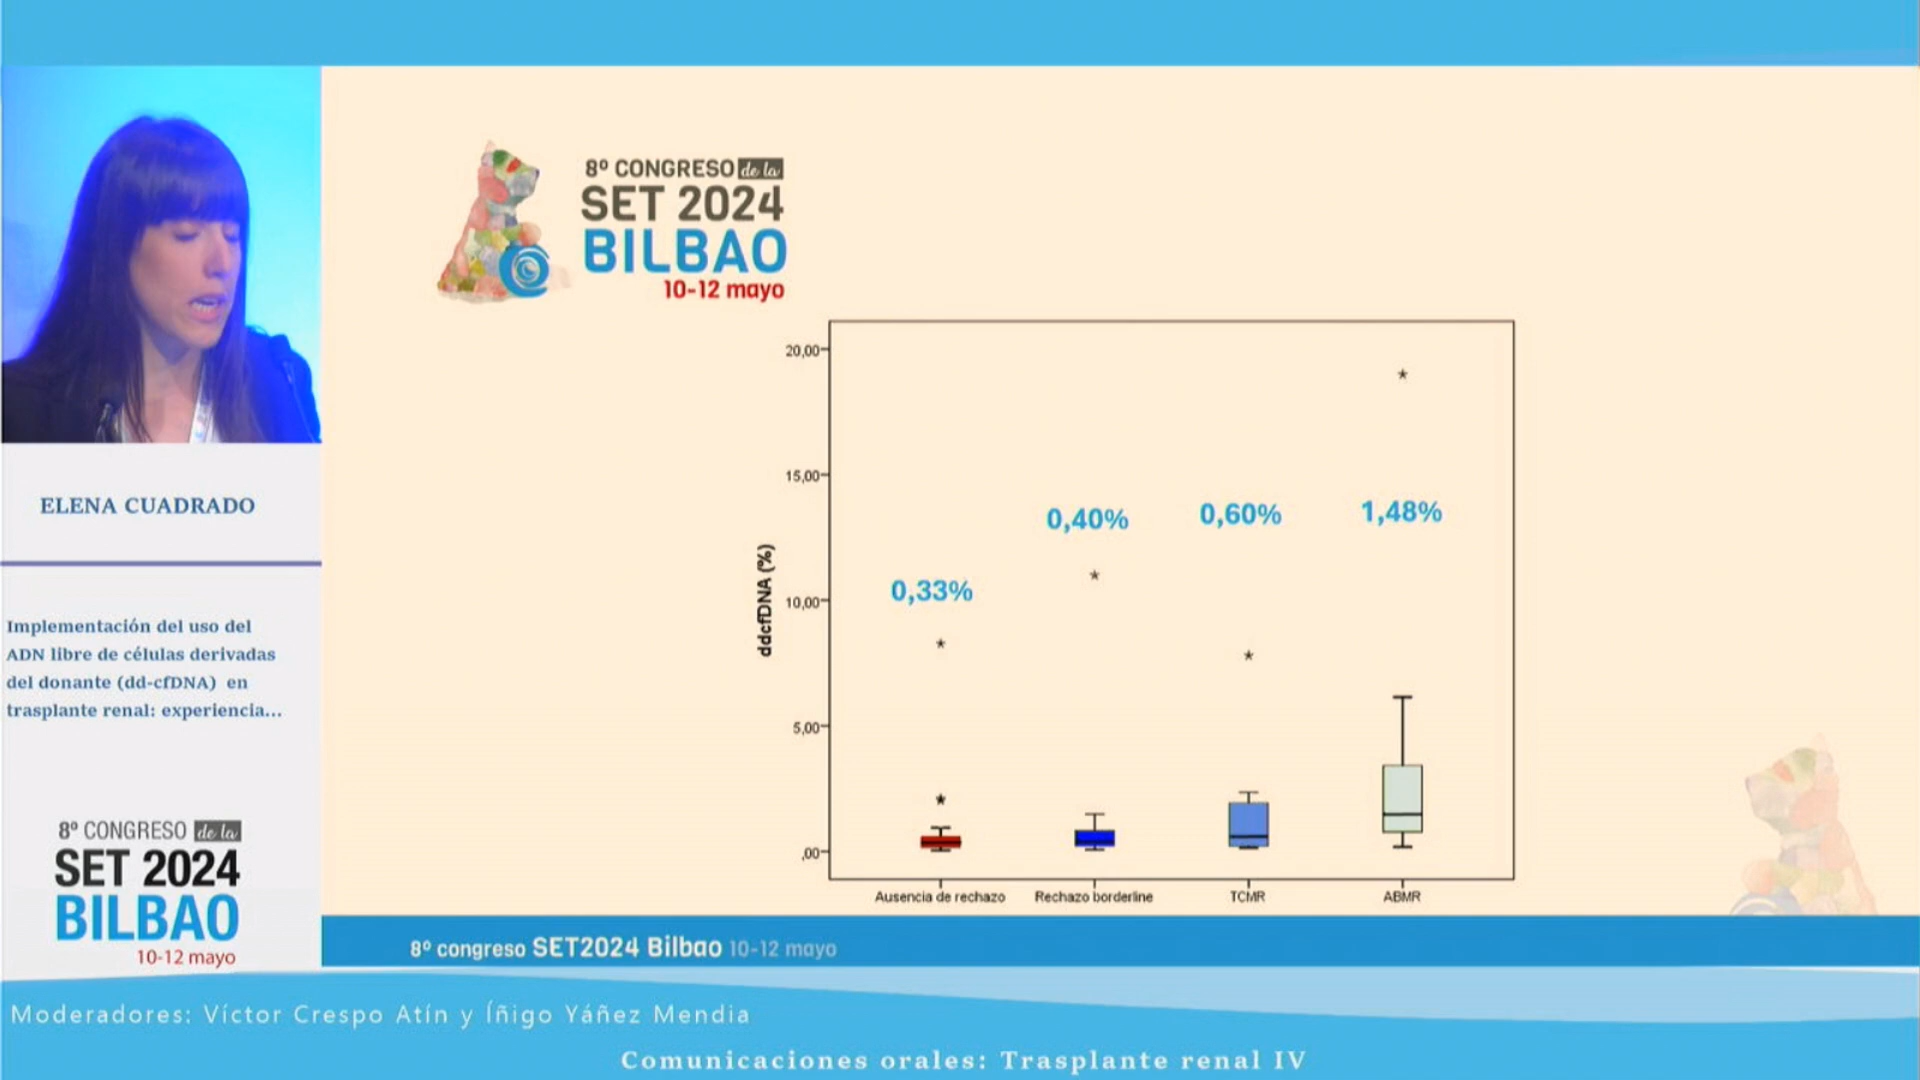 8º CONGRESO de la
SET 2024
BILBAO
10-12 mayo
20,00
15,00
10,00
5,00
,00
ddcfDNA (%)
0,33%
0,40%
0,60%
1,48%
Ausencia de rechazo
Rechazo borderline
TCMR
ABMR
8º congreso SET2024 Bilbao 10-12 mayo
ELENA CUADRADO
Implementación del uso del
ADN libre de células derivadas
del donante (dd-cfDNA) en
trasplante renal: experiencia...
8º CONGRESO de la
SET 2024
BILBAO
10-12 mayo
Moderadores: Víctor Crespo Atín y Íñigo Yáñez Mendia
Comunicaciones orales: Trasplante renal IV